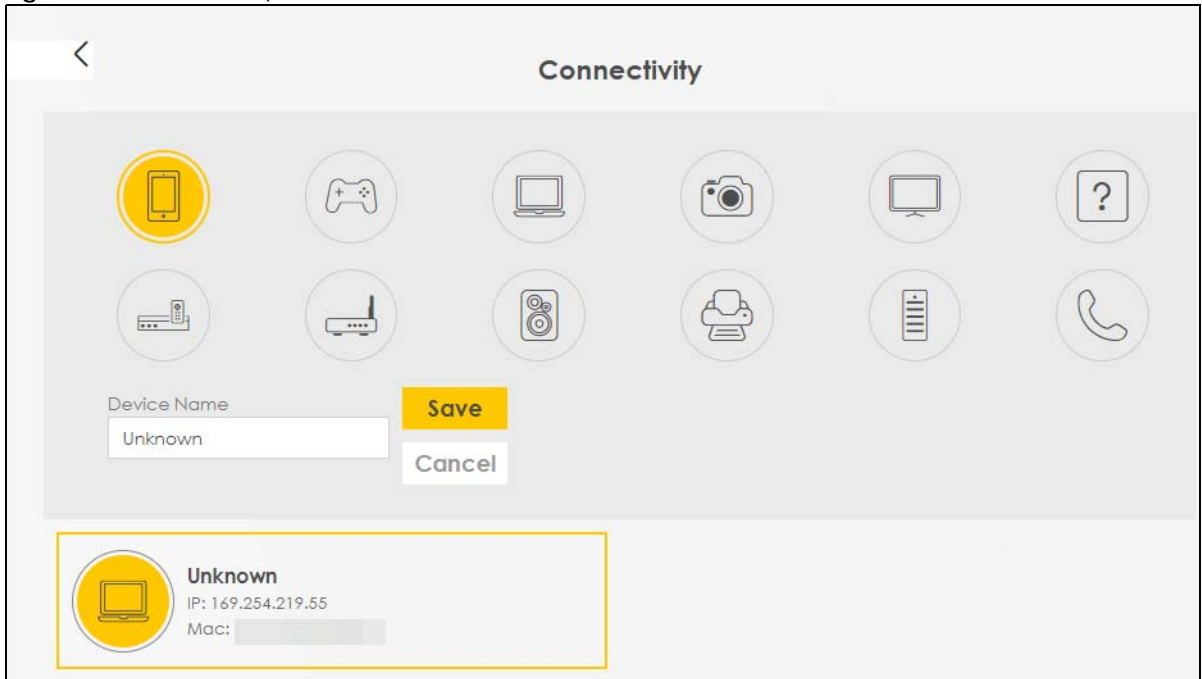 Connectivity
?
Device Name
Unknown
Save
Cancel
Unknown
IP: 169.254.219.55
Mac: